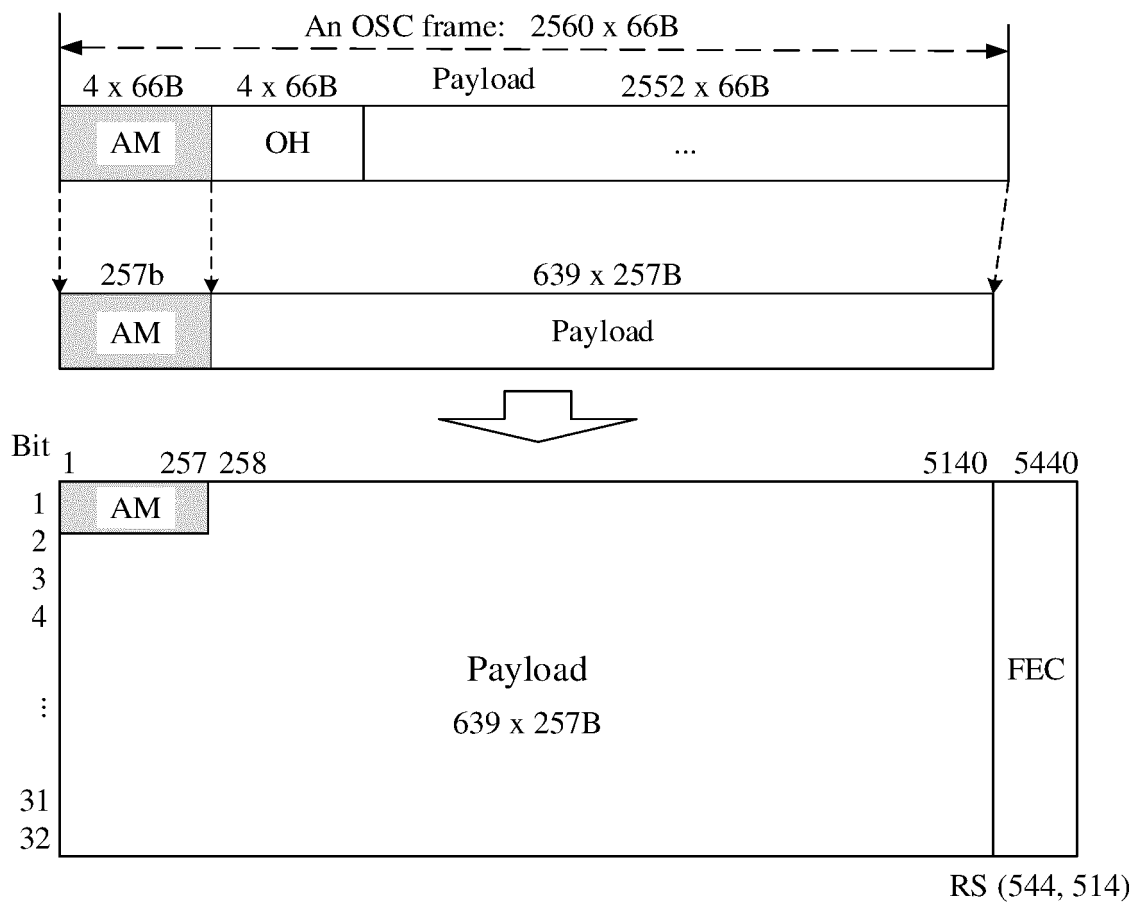 An OSC frame: 2560 x 66B
4 x 66B 4 x 66B Payload 2552 x 66B
AM OH ...
257b 639 x 257B
AM Payload
Bit
1 257 258 5140 5440
1 AM
2
3
4
Payload FEC
639 x 257B
...
31
32
RS (544, 514)